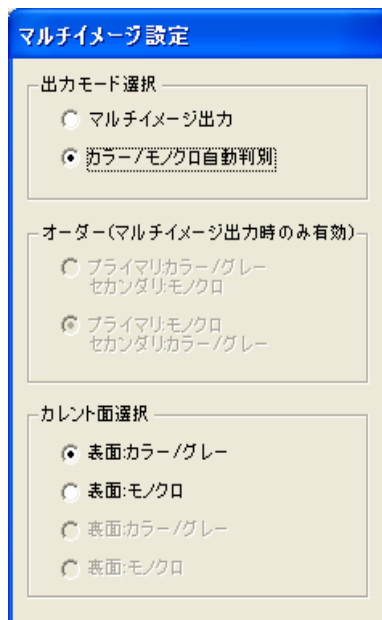 マルチイメージ設定
出力モード選択
マルチイメージ出力
カラー/モノクロ自動判別
オーダー(マルチイメージ出力時のみ有効)
プライマリ:カラー/グレー
セカンダリ:モノクロ
プライマリ:モノクロ
セカンダリ:カラー/グレー
カレント面選択
表面:カラー/グレー
表面:モノクロ
裏面:カラー/グレー
裏面:モノクロ